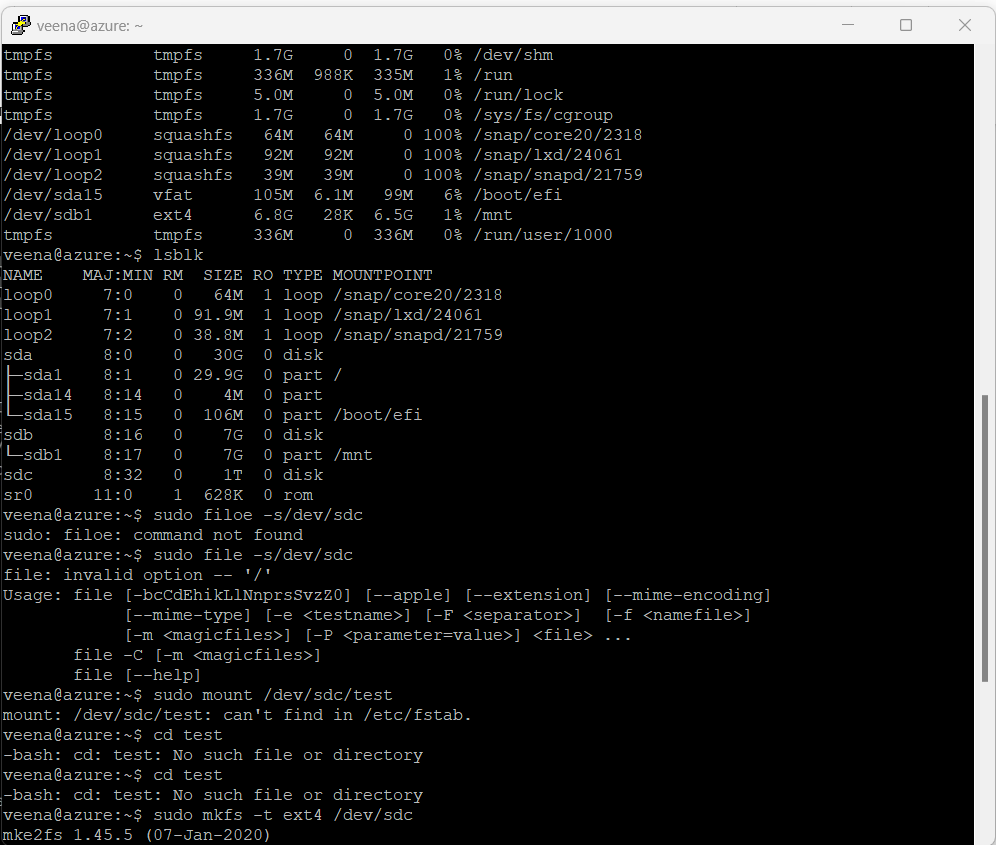 veena@azure: ~
tmpfs          tmpfs     1.7G     0  1.7G   0% /dev/shm
tmpfs          tmpfs     336M  988K  335M   1% /run
tmpfs          tmpfs     5.0M     0  5.0M   0% /run/lock
tmpfs          tmpfs     1.7G     0  1.7G   0% /sys/fs/cgroup
/dev/loop0     squashfs   64M   64M     0 100% /snap/core20/2318
/dev/loop1     squashfs   92M   92M     0 100% /snap/lxd/24061
/dev/loop2     squashfs   39M   39M     0 100% /snap/snapd/21759
/dev/sda15     vfat      105M  6.1M   99M   6% /boot/efi
/dev/sdb1      ext4      6.8G   28K  6.5G   1% /mnt
tmpfs          tmpfs     336M     0  336M   0% /run/user/1000
veena@azure:~$ lsblk
NAME    MAJ:MIN RM  SIZE RO TYPE MOUNTPOINT
loop0     7:0    0   64M  1 loop /snap/core20/2318
loop1     7:1    0 91.9M  1 loop /snap/lxd/24061
loop2     7:2    0 38.8M  1 loop /snap/snapd/21759
sda       8:0    0   30G  0 disk
├─sda1    8:1    0 29.9G  0 part /
├─sda14   8:14   0    4M  0 part
└─sda15   8:15   0  106M  0 part /boot/efi
sdb       8:16   0    7G  0 disk
└─sdb1    8:17   0    7G  0 part /mnt
sdc       8:32   0    1T  0 disk
sr0      11:0    1  628K  0 rom
veena@azure:~$ sudo filoe -s/dev/sdc
sudo: filoe: command not found
veena@azure:~$ sudo file -s/dev/sdc
file: invalid option -- '/'
Usage: file [-bcCdEhikLlNnprsSvzZ0] [--apple] [--extension] [--mime-encoding]
            [--mime-type] [-e <testname>] [-F <separator>]  [-f <namefile>]
            [-m <magicfiles>] [-P <parameter=value>] <file> ...
       file -C [-m <magicfiles>]
       file [--help]
veena@azure:~$ sudo mount /dev/sdc/test
mount: /dev/sdc/test: can't find in /etc/fstab.
veena@azure:~$ cd test
-bash: cd: test: No such file or directory
veena@azure:~$ cd test
-bash: cd: test: No such file or directory
veena@azure:~$ sudo mkfs -t ext4 /dev/sdc
mke2fs 1.45.5 (07-Jan-2020)